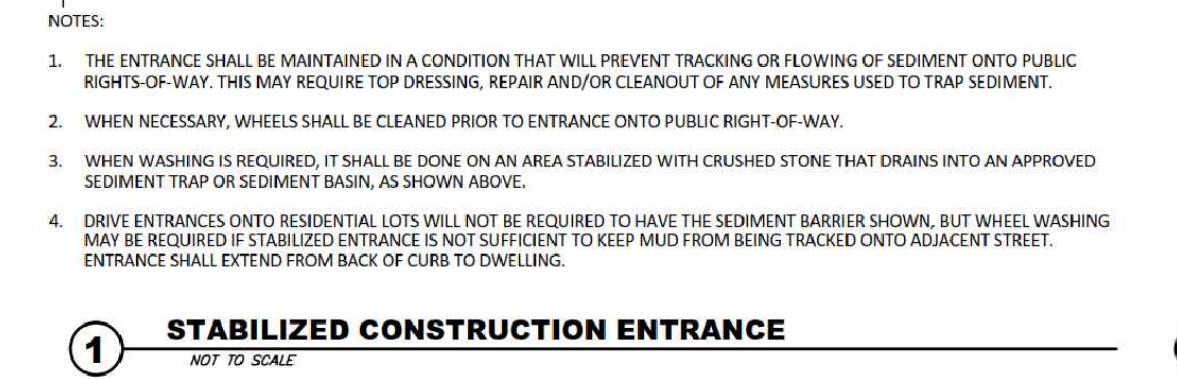 NOTES:
1. THE ENTRANCE SHALL BE MAINTAINED IN A CONDITION THAT WILL PREVENT TRACKING OR FLOWING OF SEDIMENT ONTO PUBLIC
RIGHTS-OF-WAY. THIS MAY REQUIRE TOP DRESSING, REPAIR AND/OR CLEANOUT OF ANY MEASURES USED TO TRAP SEDIMENT.
2. WHEN NECESSARY, WHEELS SHALL BE CLEANED PRIOR TO ENTRANCE ONTO PUBLIC RIGHT-OF-WAY.
3. WHEN WASHING IS REQUIRED, IT SHALL BE DONE ON AN AREA STABILIZED WITH CRUSHED STONE THAT DRAINS INTO AN APPROVED
SEDIMENT TRAP OR SEDIMENT BASIN, AS SHOWN ABOVE.
4. DRIVE ENTRANCES ONTO RESIDENTIAL LOTS WILL NOT BE REQUIRED TO HAVE THE SEDIMENT BARRIER SHOWN, BUT WHEEL WASHING
MAY BE REQUIRED IF STABILIZED ENTRANCE IS NOT SUFFICIENT TO KEEP MUD FROM BEING TRACKED ONTO ADJACENT STREET.
ENTRANCE SHALL EXTEND FROM BACK OF CURB TO DWELLING.
1 STABILIZED CONSTRUCTION ENTRANCE
NOT TO SCALE